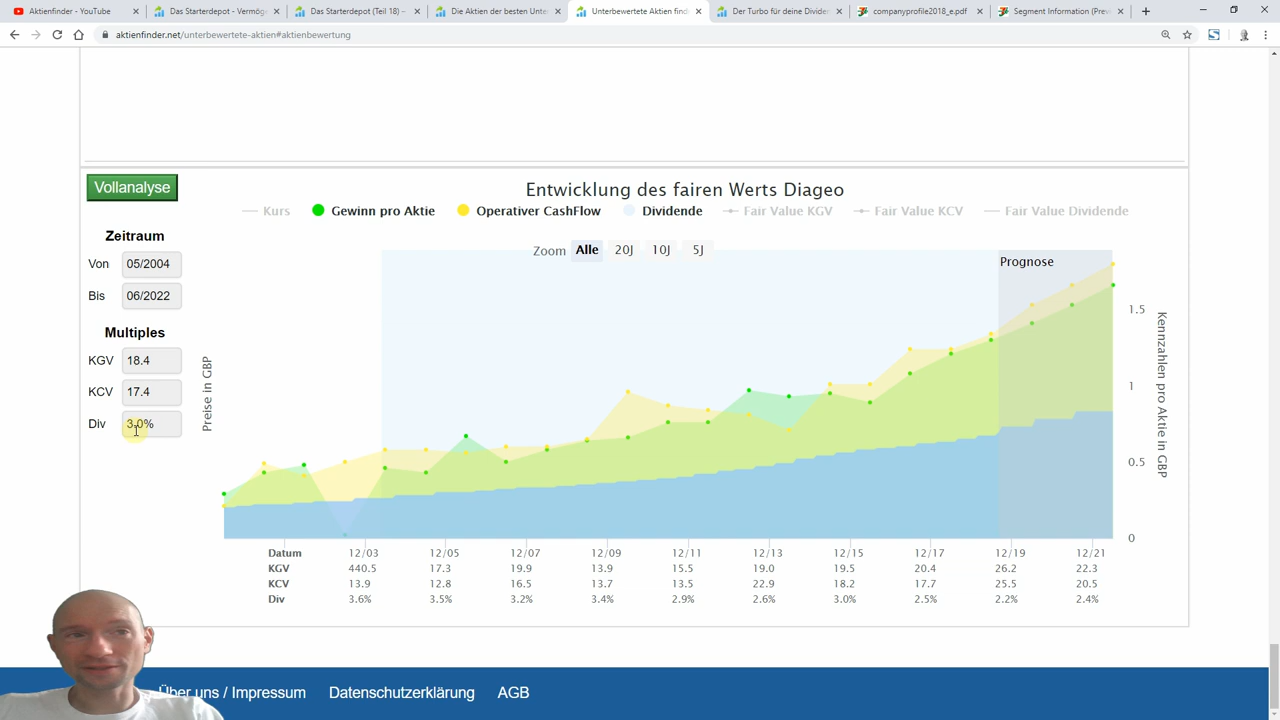 Aktienfinder - YouTube
Das Starterdepot - Vermög
Das Starterdepot (Teil 18) –
Die Aktien der besten Unte
Unterbewertete Aktien find
Der Turbo für deine Divide
companyprofile2018_e.pdf
Segment Information (Prev
aktienfinder.net/unterbewertete-aktien#aktienbewertung
Vollanalyse
Entwicklung des fairen Werts Diageo
Kurs
Gewinn pro Aktie
Operativer CashFlow
Dividende
Fair Value KGV
Fair Value KCV
Fair Value Dividende
Zoom Alle 20J 10J 5J
Zeitraum
Von 05/2004
Bis 06/2022
Multiples
KGV 18.4
KCV 17.4
Div 3.0%
Preise in GBP
Prognose
1.5
1
0.5
0
Kennzahlen pro Aktie in GBP
Datum 12/03 12/05 12/07 12/09 12/11 12/13 12/15 12/17 12/19 12/21
KGV 440.5 17.3 19.9 13.9 15.5 19.0 19.5 20.4 26.2 22.3
KCV 13.9 12.8 16.5 13.7 13.5 22.9 18.2 17.7 25.5 20.5
Div 3.6% 3.5% 3.2% 3.4% 2.9% 2.6% 3.0% 2.5% 2.2% 2.4%
Über uns / Impressum
Datenschutzerklärung
AGB